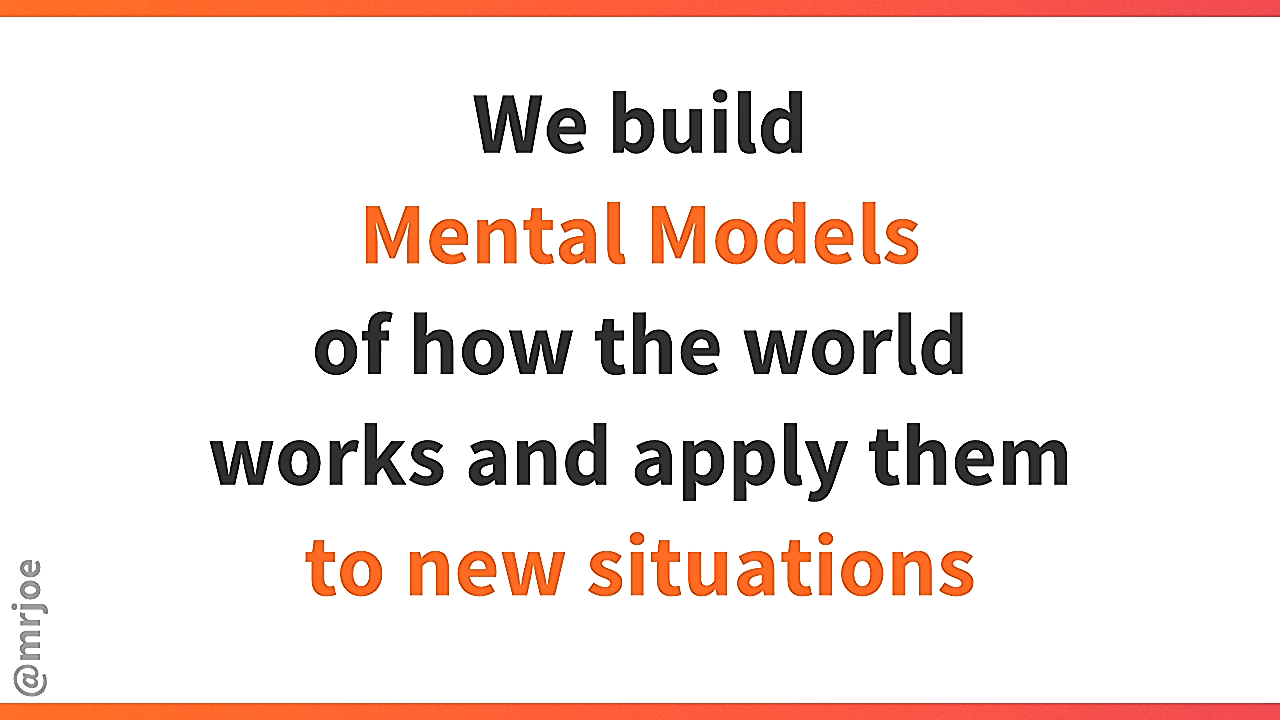 We build
Mental Models
of how the world
works and apply them
to new situations
@mrjoe